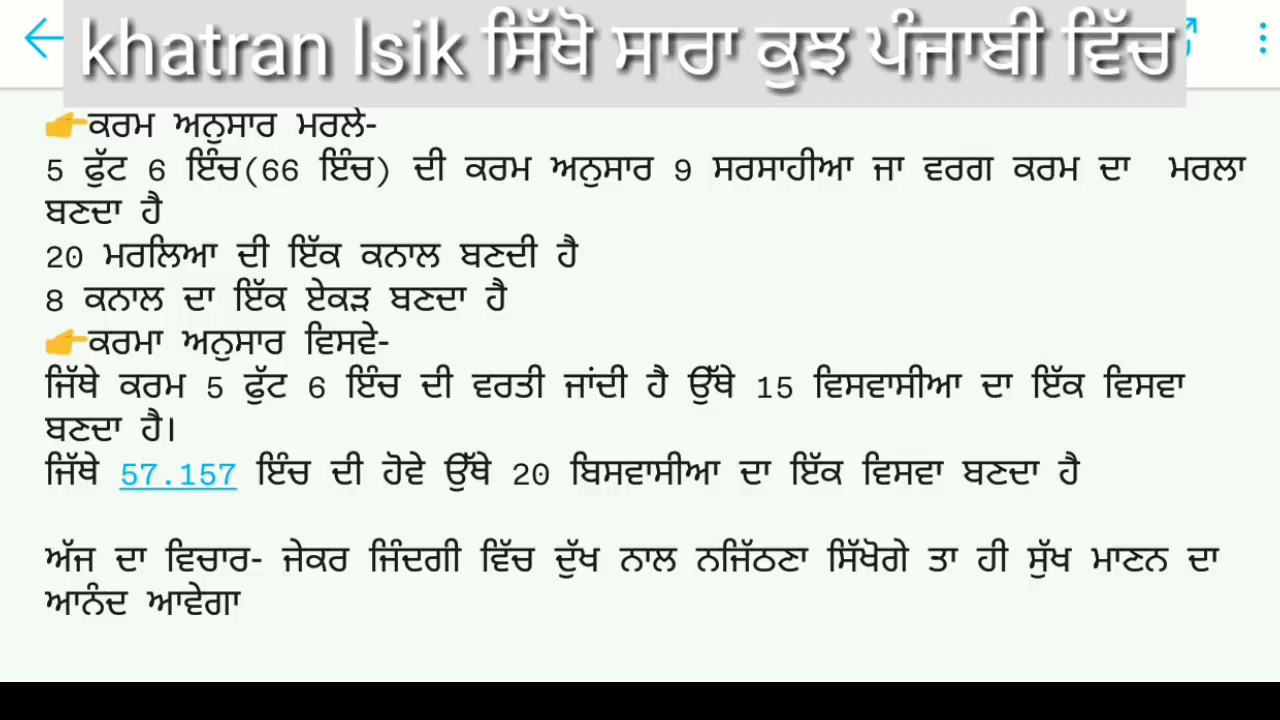 khatran lsik ਸਿੱਖੋ ਸਾਰਾ ਕੁਝ ਪੰਜਾਬੀ ਵਿੱਚ
👉ਕਰਮ ਅਨੁਸਾਰ ਮਰਲੇ-
5 ਫੁੱਟ 6 ਇੰਚ(66 ਇੰਚ) ਦੀ ਕਰਮ ਅਨੁਸਾਰ 9 ਸਰਸਾਹੀਆ ਜਾ ਵਰਗ ਕਰਮ ਦਾ ਮਰਲਾ
ਬਣਦਾ ਹੈ
20 ਮਰਲਿਆ ਦੀ ਇੱਕ ਕਨਾਲ ਬਣਦੀ ਹੈ
8 ਕਨਾਲ ਦਾ ਇੱਕ ਏਕੜ ਬਣਦਾ ਹੈ
👉ਕਰਮਾ ਅਨੁਸਾਰ ਵਿਸਵੇ-
ਜਿੱਥੇ ਕਰਮ 5 ਫੁੱਟ 6 ਇੰਚ ਦੀ ਵਰਤੀ ਜਾਂਦੀ ਹੈ ਉੱਥੇ 15 ਵਿਸਵਾਸੀਆ ਦਾ ਇੱਕ ਵਿਸਵਾ
ਬਣਦਾ ਹੈ।
ਜਿੱਥੇ 57.157 ਇੰਚ ਦੀ ਹੋਵੇ ਉੱਥੇ 20 ਬਿਸਵਾਸੀਆ ਦਾ ਇੱਕ ਵਿਸਵਾ ਬਣਦਾ ਹੈ
ਅੱਜ ਦਾ ਵਿਚਾਰ- ਜੇਕਰ ਜਿੰਦਗੀ ਵਿੱਚ ਦੁੱਖ ਨਾਲ ਨਜਿੱਠਣਾ ਸਿੱਖੋਗੇ ਤਾ ਹੀ ਸੁੱਖ ਮਾਣਨ ਦਾ
ਆਨੰਦ ਆਵੇਗਾ